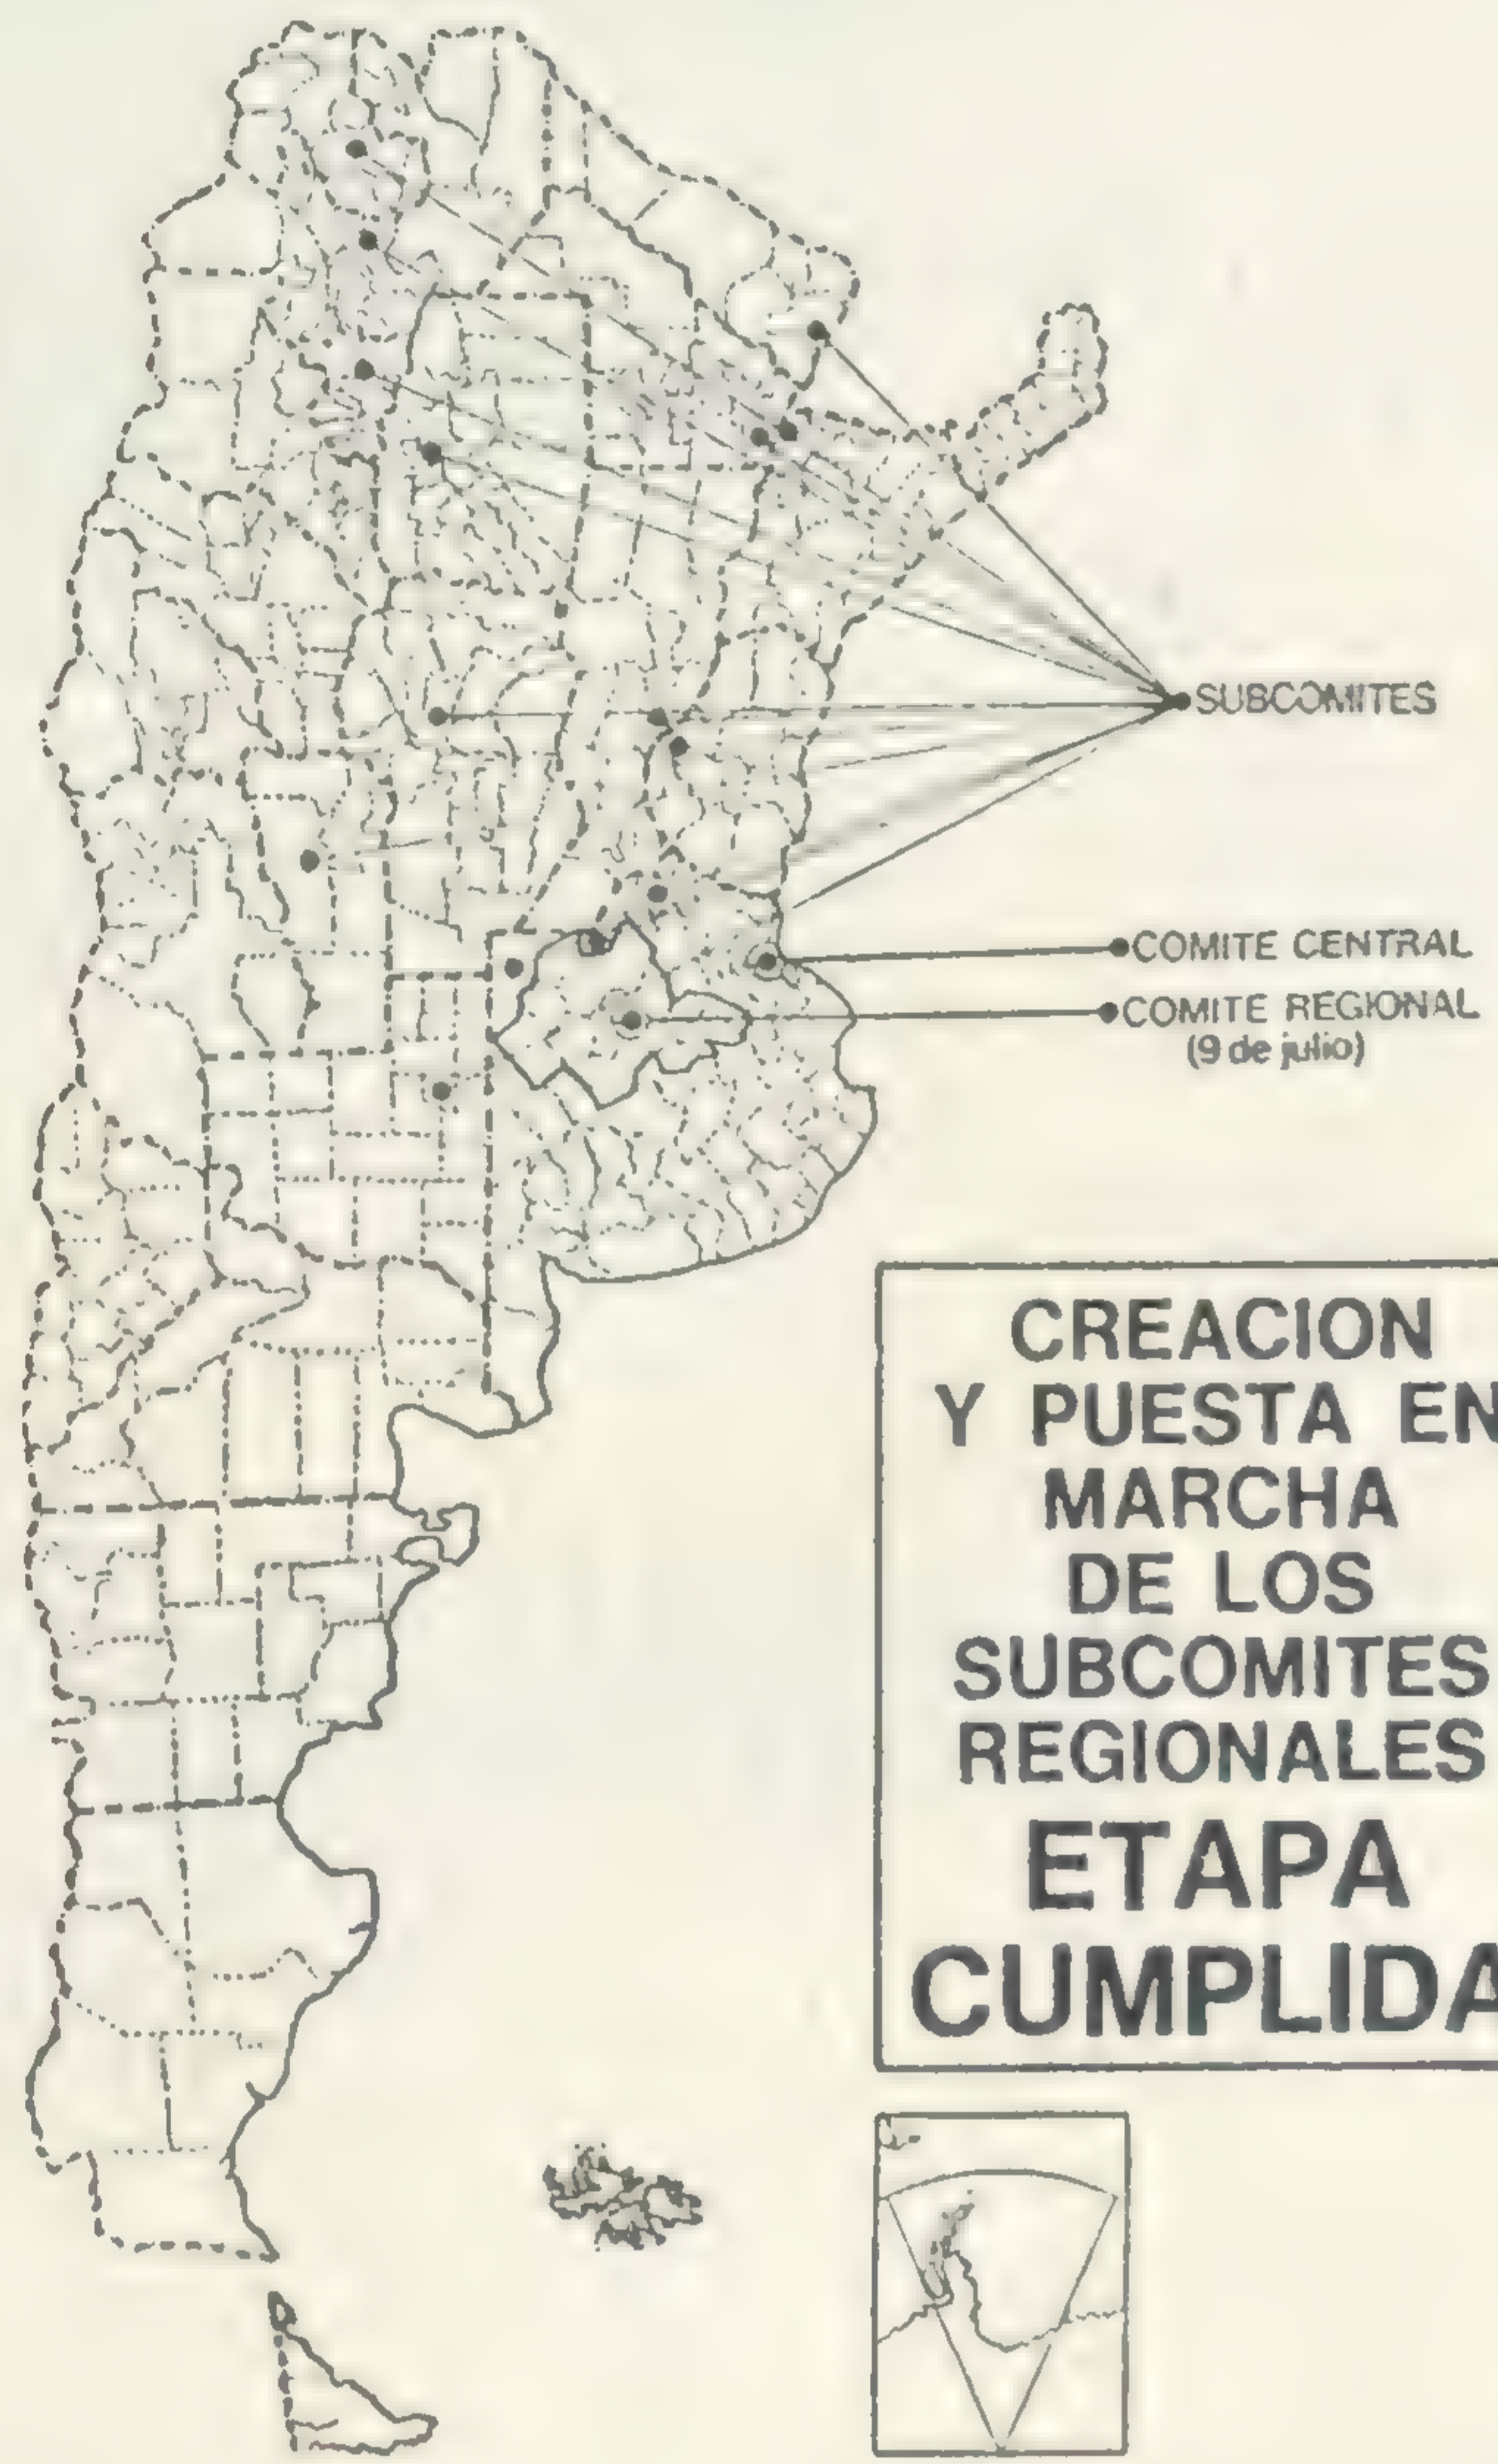 SUBCOMITES
COMITE CENTRAL
COMITE REGIONAL
(9 de julio)
CREACION
Y PUESTA EN
MARCHA
DE LOS
SUBCOMITES
REGIONALES
ETAPA
CUMPLIDA